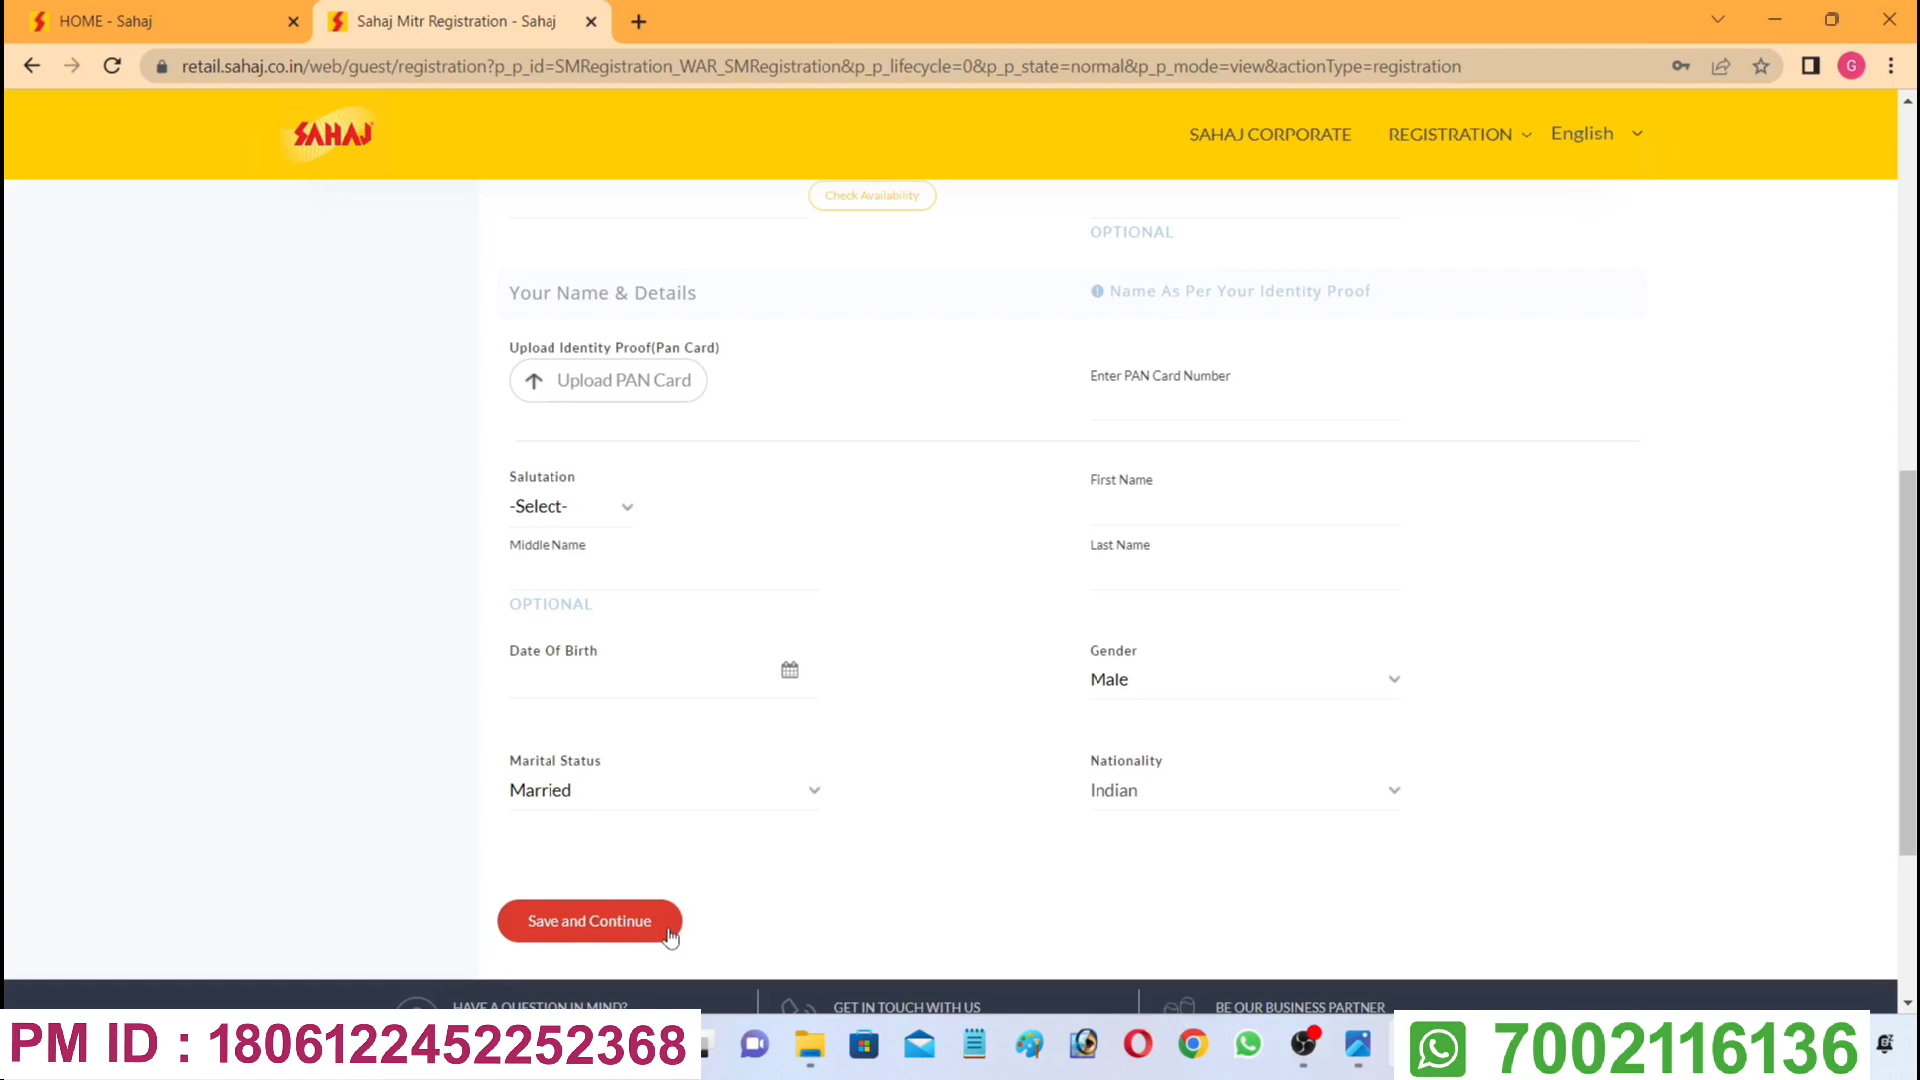 HOME - Sahaj
Sahaj Mitr Registration - Sahaj
retail.sahaj.co.in/web/guest/registration?p_p_id=SMRegistration_WAR_SMRegistration&p_p_lifecycle=0&p_p_state=normal&p_p_mode=view&actionType=registration
G
SAHAJ
SAHAJ CORPORATE
REGISTRATION
English
Check Availability
OPTIONAL
Your Name & Details
Name As Per Your Identity Proof
Upload Identity Proof(Pan Card)
Upload PAN Card
Enter PAN Card Number
Salutation
-Select-
First Name
Middle Name
Last Name
OPTIONAL
Date Of Birth
Gender
Male
Marital Status
Married
Nationality
Indian
Save and Continue
HAVE A QUESTION IN MIND?
GET IN TOUCH WITH US
BE OUR BUSINESS PARTNER
PM ID : 18061224452252368
7002116136